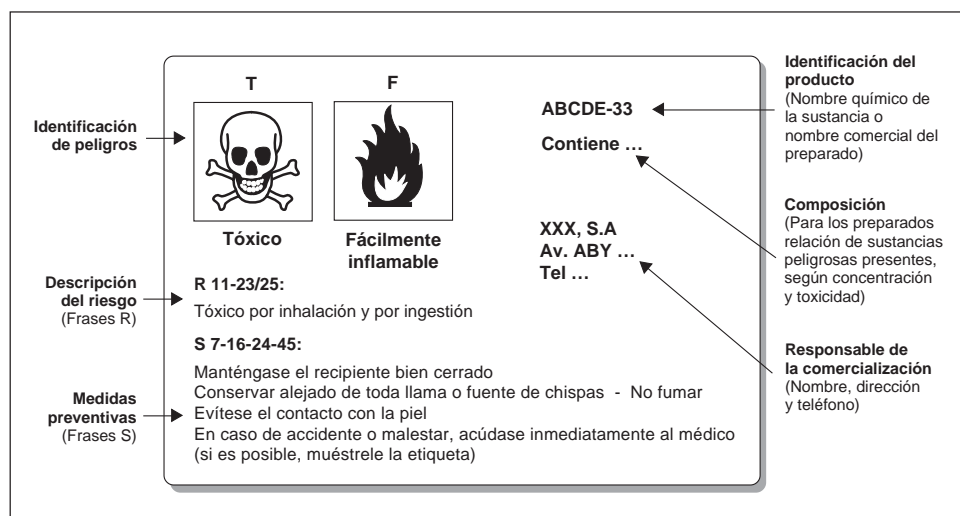 Identificación
de peligros
Descripción
del riesgo
(Frases R)
Medidas
preventivas
(Frases S)
T
F
Tóxico
Fácilmente
inflamable
R 11-23/25:
Tóxico por inhalación y por ingestión
S 7-16-24-45:
Manténgase el recipiente bien cerrado
Conservar alejado de toda llama o fuente de chispas - No fumar
Evítese el contacto con la piel
En caso de accidente o malestar, acúdase inmediatamente al médico
(si es posible, muéstrele la etiqueta)
ABCDE-33
Contiene ...
XXX, S.A
Av. ABY ...
Tel ...
Identificación del
producto
(Nombre químico de
la sustancia o
nombre comercial del
preparado)
Composición
(Para los preparados
relación de sustancias
peligrosas presentes,
según concentración
y toxicidad)
Responsable de
la comercialización
(Nombre, dirección
y teléfono)